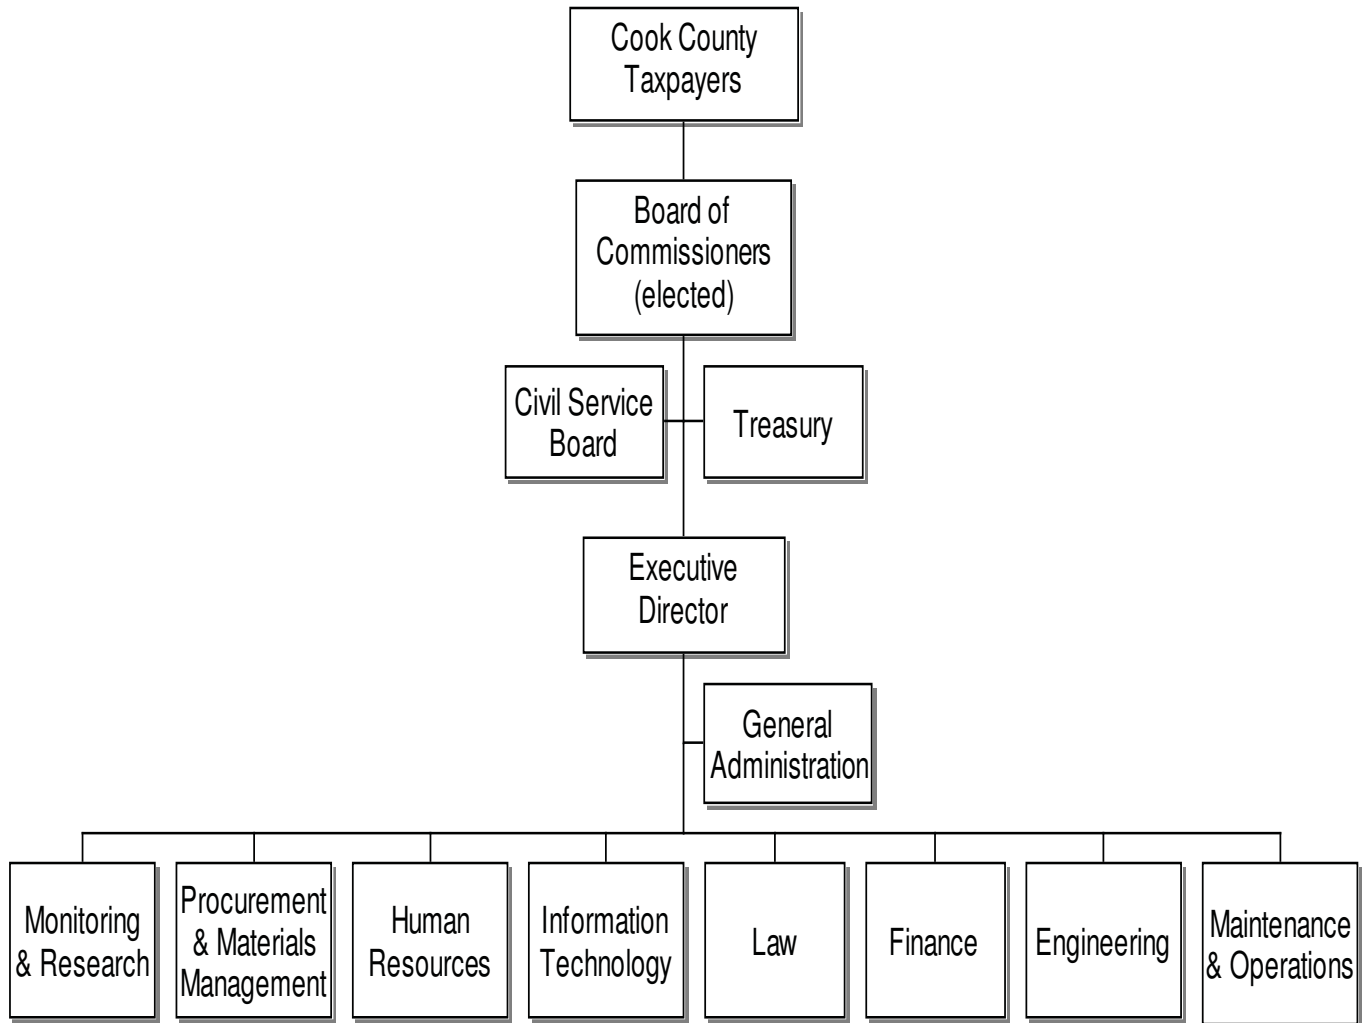 Cook County
Taxpayers
Board of
Commissioners
(elected)
Civil Service
Board
Treasury
Executive
Director
General
Administration
Monitoring
& Research
Procurement
& Materials
Management
Human
Resources
Information
Technology
Law
Finance
Engineering
Maintenance
& Operations